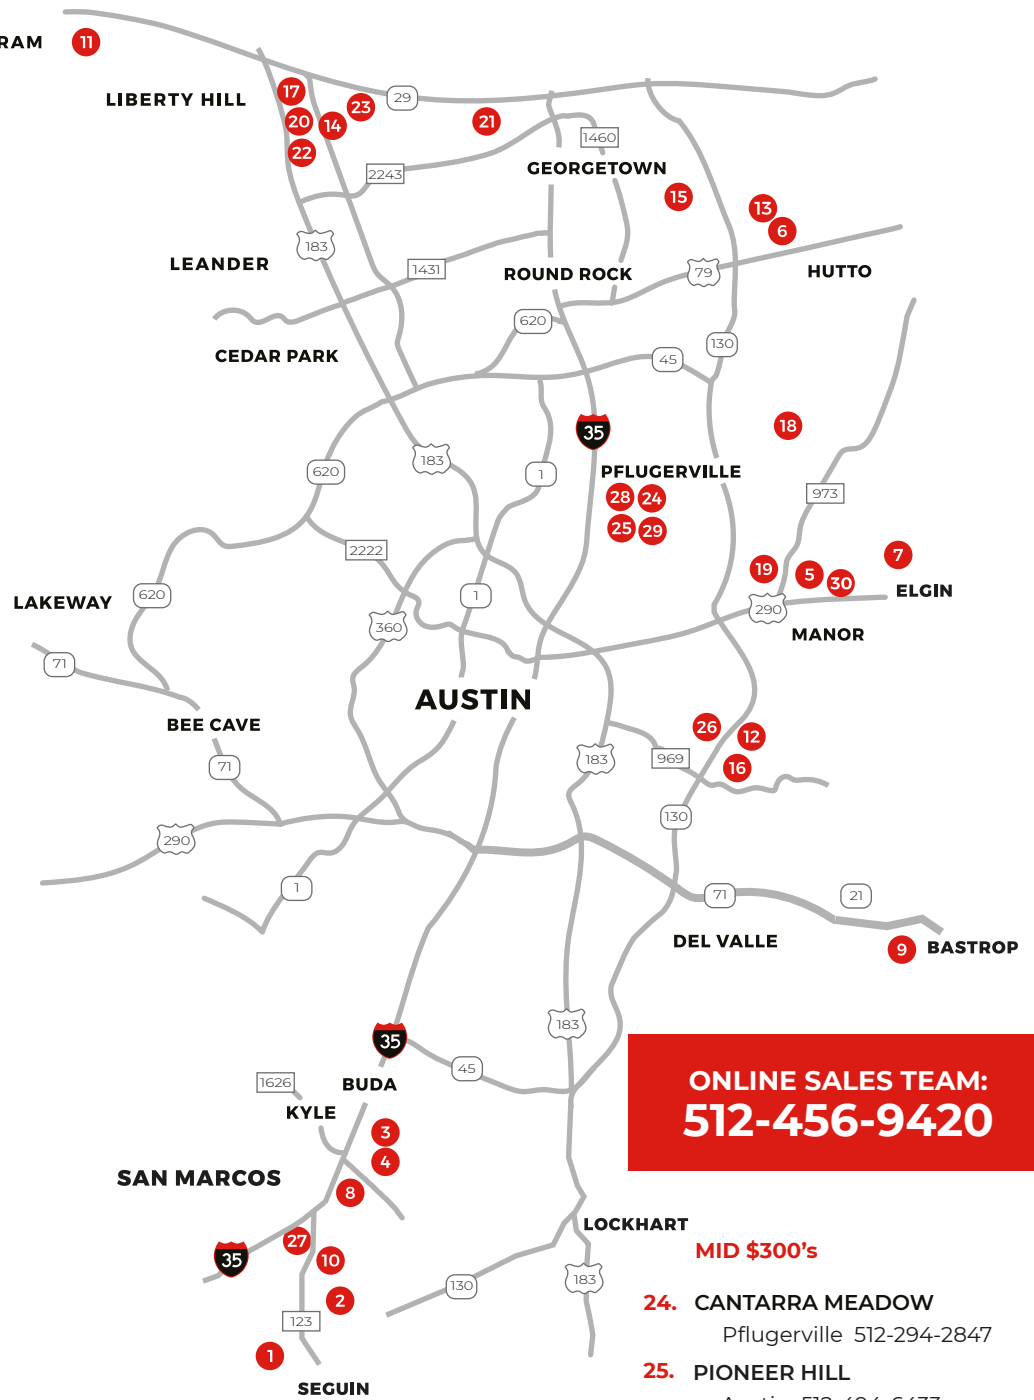 RAM
11
LIBERTY HILL
17
23
29
20
14
21
22
1460
2243
GEORGETOWN
15
13
6
183
LEANDER
1431
ROUND ROCK
79
HUTTO
620
130
CEDAR PARK
45
18
35
183
620
1
PFLUGERVILLE
28
24
973
25
29
2222
7
19
5
30
ELGIN
LAKEWAY
620
1
290
360
MANOR
71
AUSTIN
BEE CAVE
26
12
183
969
16
71
130
290
1
71
21
DEL VALLE
9
BASTROP
183
35
45
1626
BUDA
KYLE
3
4
SAN MARCOS
8
27
10
35
2
123
1
SEGUIN
130
LOCKHART
183
ONLINE SALES TEAM:
512-456-9420
MID $300's
24. CANTARRA MEADOW
Pflugerville 512-294-2847
25. PIONEER HILL